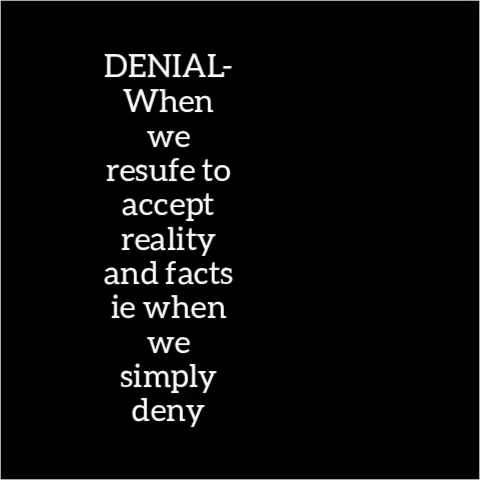 DENIAL-
When
we
resufe to
accept
reality
and facts
ie when
we
simply
deny